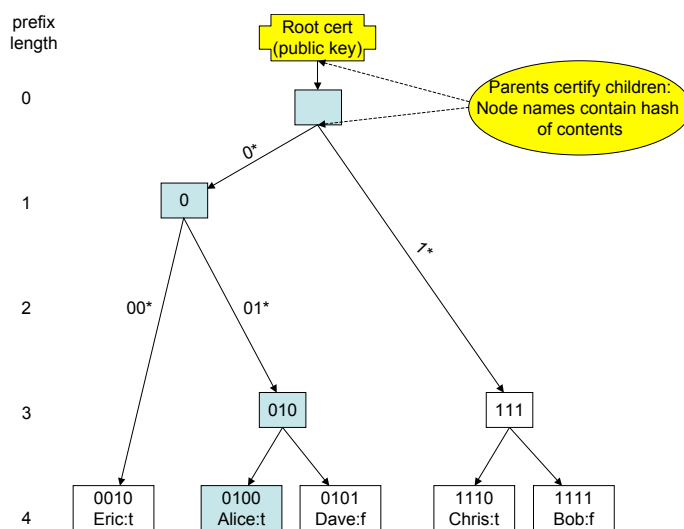 prefix
length
Root cert
(public key)
0
Parents certify children:
Node names contain hash
of contents
0*
1
0
1*
2
00*
01*
3
010
111
4
0010
Eric:t
0100
Alice:t
0101
Dave:f
1110
Chris:t
1111
Bob:f